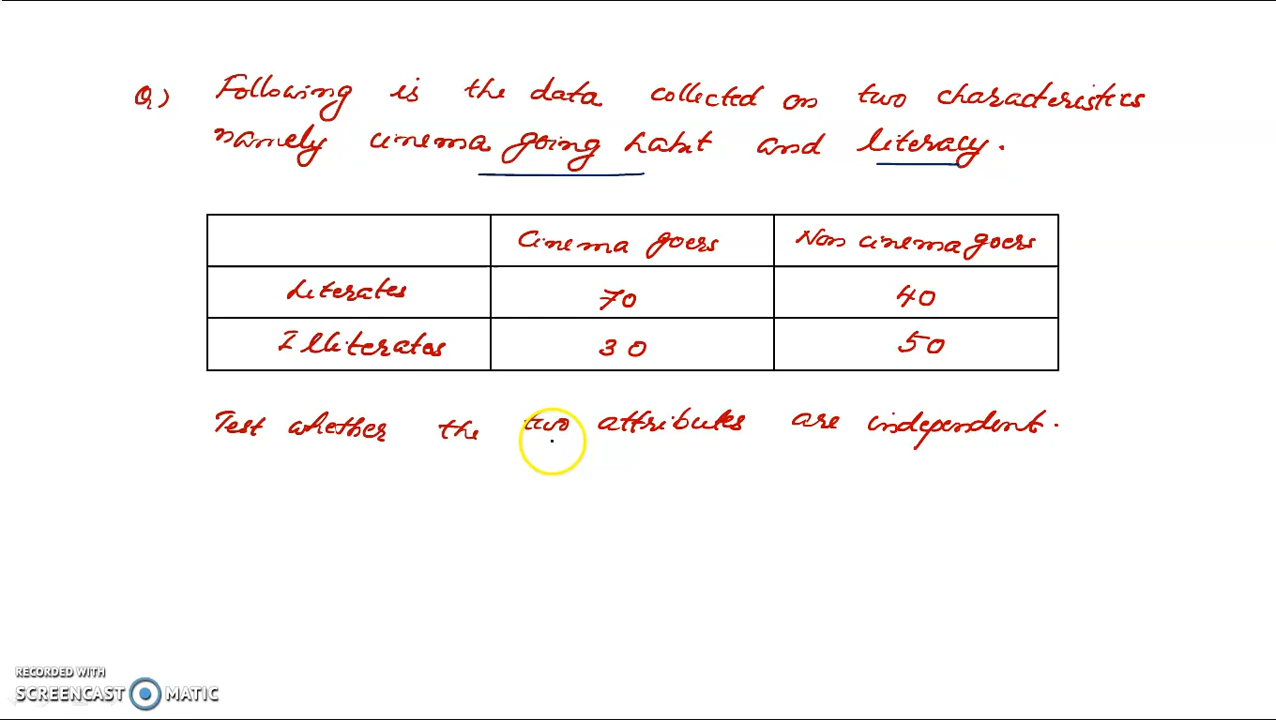 Q) Following is the data collected on two characteristics
namely cinema going habit and literacy.
Cinema goers Non cinema goers
Literates 70 40
Illiterates 30 50
Test whether the two attributes are independent.
RECORDED WITH
SCREENCAST MATIC